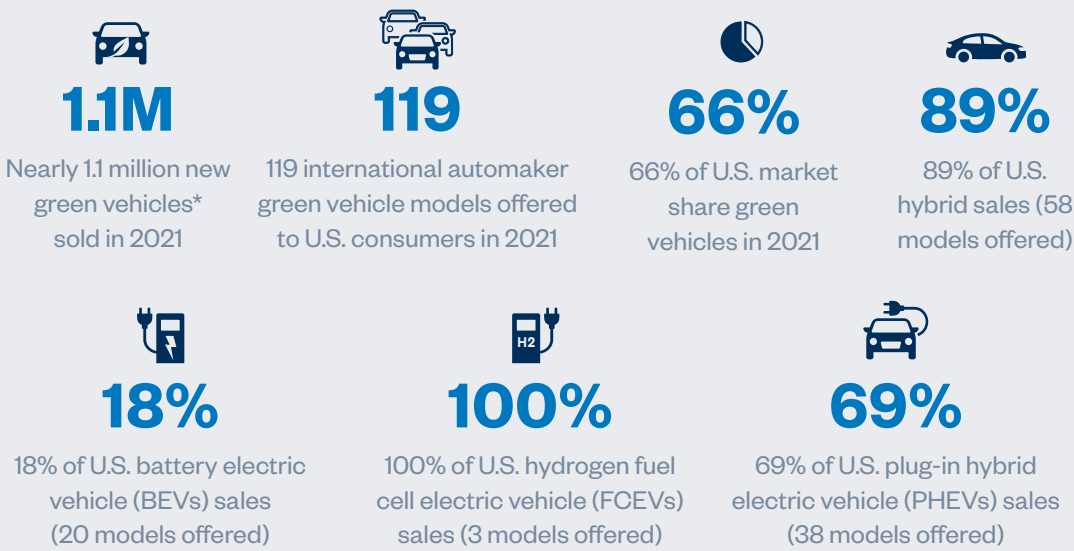 1.1M
Nearly 1.1 million new
green vehicles*
sold in 2021
119
119 international automaker
green vehicle models offered
to U.S. consumers in 2021
66%
66% of U.S. market
share green
vehicles in 2021
89%
89% of U.S.
hybrid sales (58
models offered)
18%
18% of U.S. battery electric
vehicle (BEVs) sales
(20 models offered)
H2
100%
100% of U.S. hydrogen fuel
cell electric vehicle (FCEVs)
sales (3 models offered)
69%
69% of U.S. plug-in hybrid
electric vehicle (PHEVs) sales
(38 models offered)